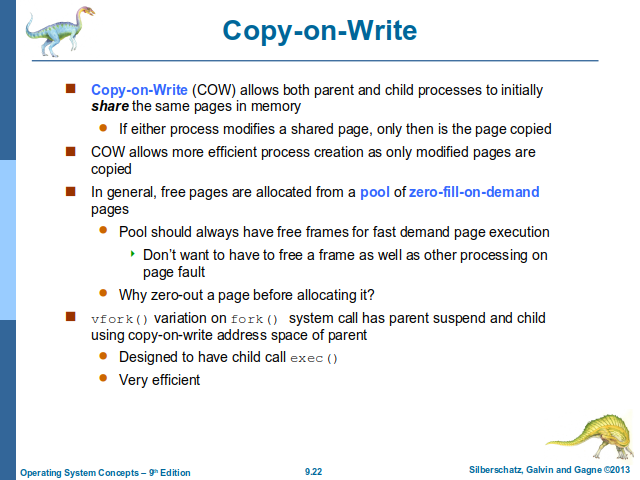 Copy-on-Write
Copy-on-Write (COW) allows both parent and child processes to initially
share the same pages in memory
If either process modifies a shared page, only then is the page copied
COW allows more efficient process creation as only modified pages are
copied
In general, free pages are allocated from a pool of zero-fill-on-demand
pages
Pool should always have free frames for fast demand page execution
Don’t want to have to free a frame as well as other processing on
page fault
Why zero-out a page before allocating it?
vfork() variation on fork() system call has parent suspend and child
using copy-on-write address space of parent
Designed to have child call exec()
Very efficient
Operating System Concepts – 9th Edition
9.22
Silberschatz, Galvin and Gagne ©2013